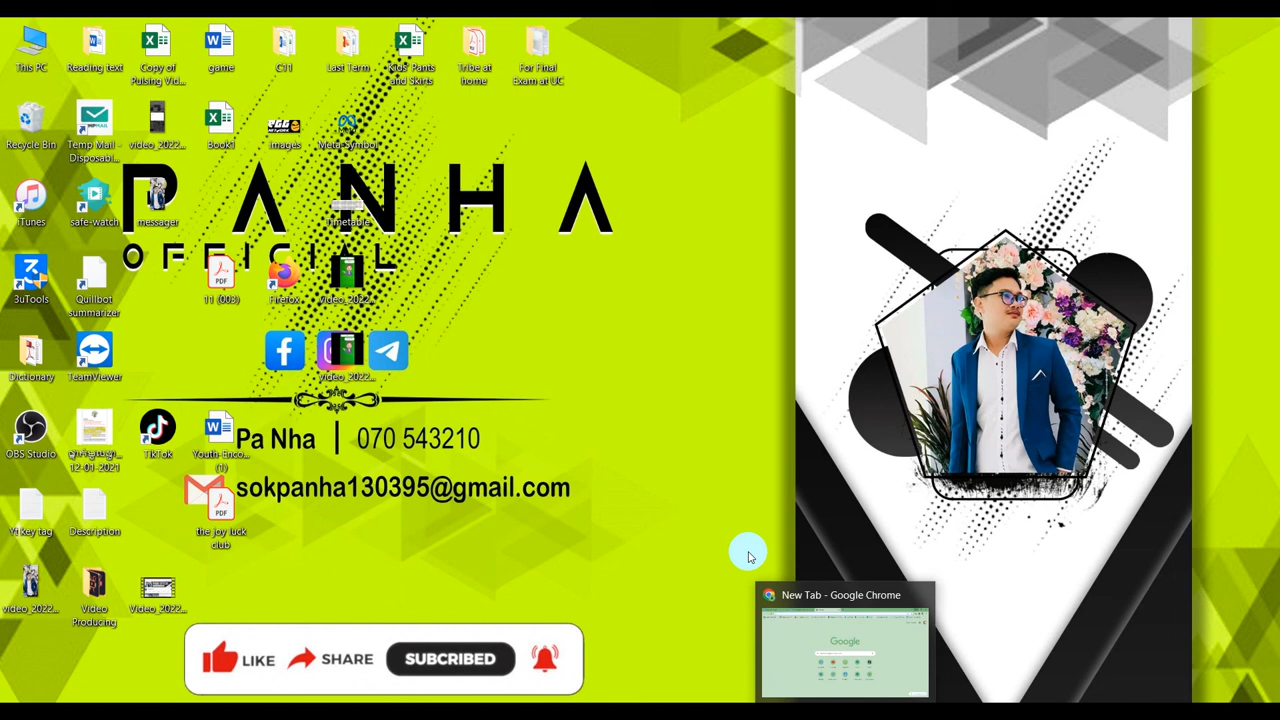 This PC
Reading text
Copy of
Pulsing Vid...
game
C11
Last Term
Kids' Pants
and Skirts
Tribe at
home
For Final
Exam at UC
Recycle Bin
Temp Mail -
Disposabl...
video_2022...
Book1
images
Meta-Symbol
iTunes
safe-watch
messager
timetable
PANHA
OFFICIAL
3uTools
Quillbot
summarizer
11 (003)
Firefox
video_2022...
Dictionary
TeamViewer
video_2022...
OBS Studio
12-01-2021
TikTok
Youth-Enco...
(1)
Pa Nha | 070 543210
sokpanha130395@gmail.com
Yt key tag
Description
the joy luck
club
video_2022...
Video
Producing
Video_2022...
LIKE SHARE SUBCRIBED
New Tab - Google Chrome
Google